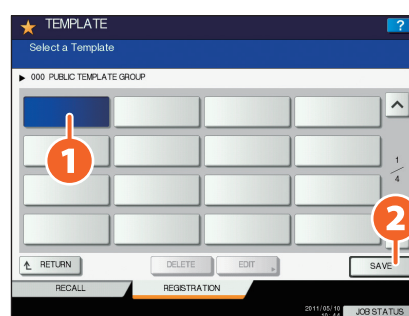 TEMPLATE
?
Select a Template
000 PUBLIC TEMPLATE GROUP
1
1
4
2
RETURN
DELETE
EDIT
SAVE
RECALL
REGISTRATION
2011/05/10
JOB STATUS